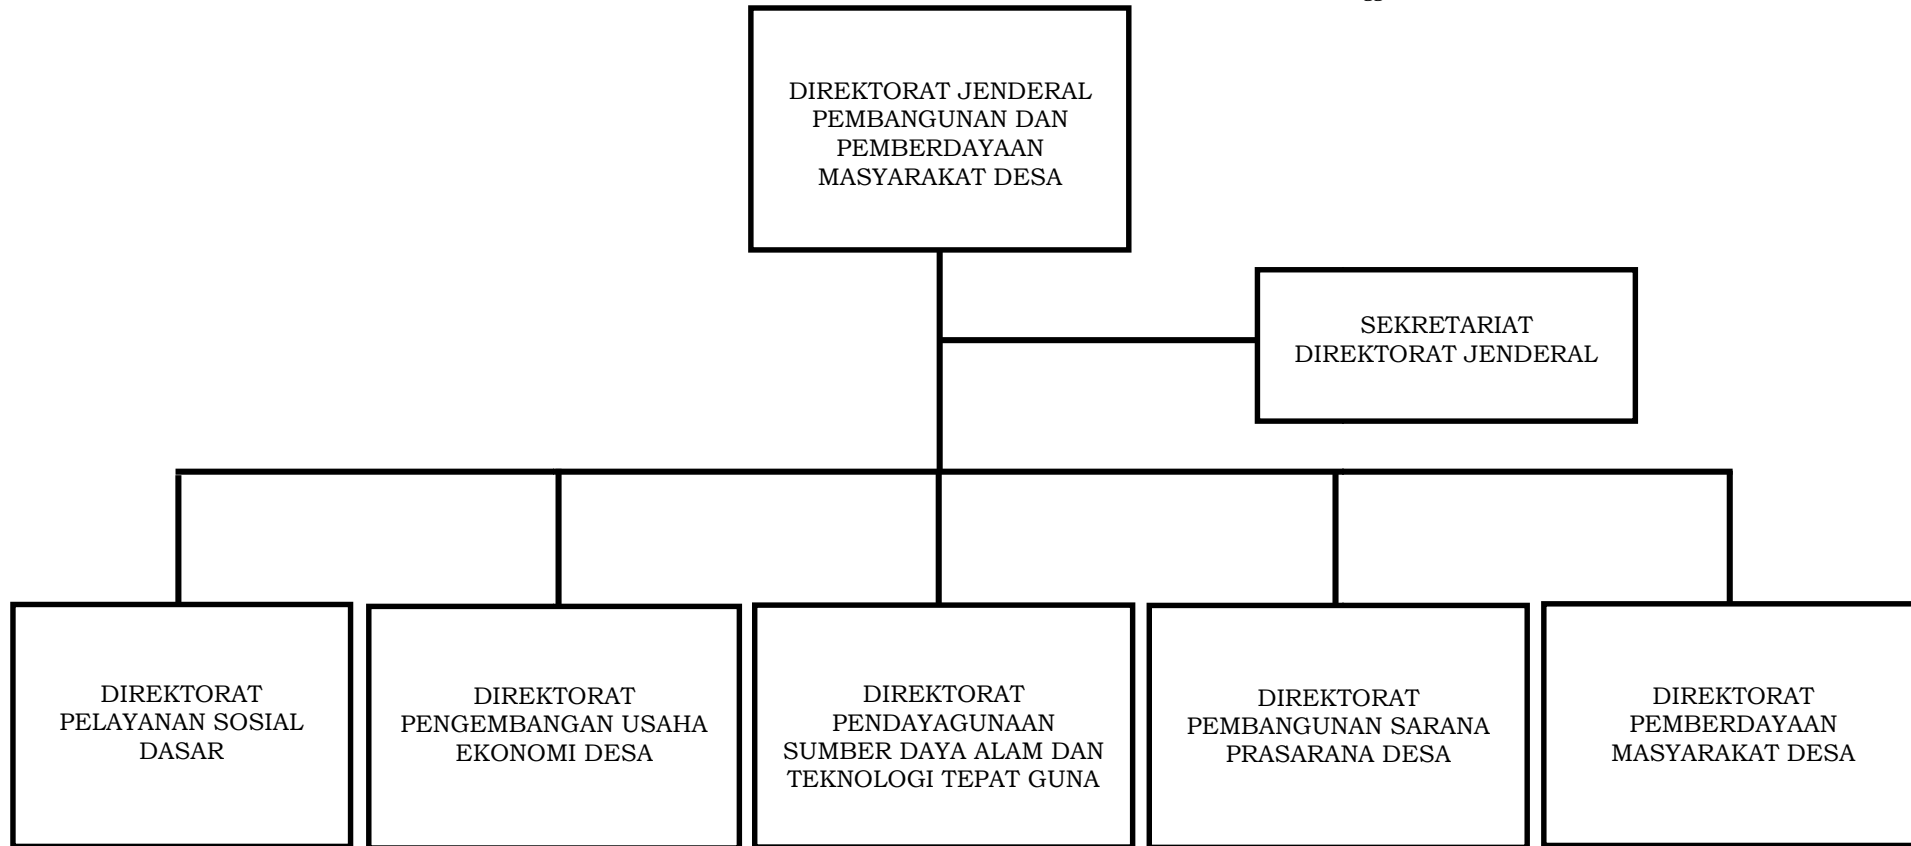 DIREKTORAT JENDERAL
PEMBANGUNAN DAN
PEMBERDAYAAN
MASYARAKAT DESA
SEKRETARIAT
DIREKTORAT JENDERAL
DIREKTORAT
PELAYANAN SOSIAL
DASAR
DIREKTORAT
PENGEMBANGAN USAHA
EKONOMI DESA
DIREKTORAT
PENDAYAGUNAAN
SUMBER DAYA ALAM DAN
TEKNOLOGI TEPAT GUNA
DIREKTORAT
PEMBANGUNAN SARANA
PRASARANA DESA
DIREKTORAT
PEMBERDAYAAN
MASYARAKAT DESA